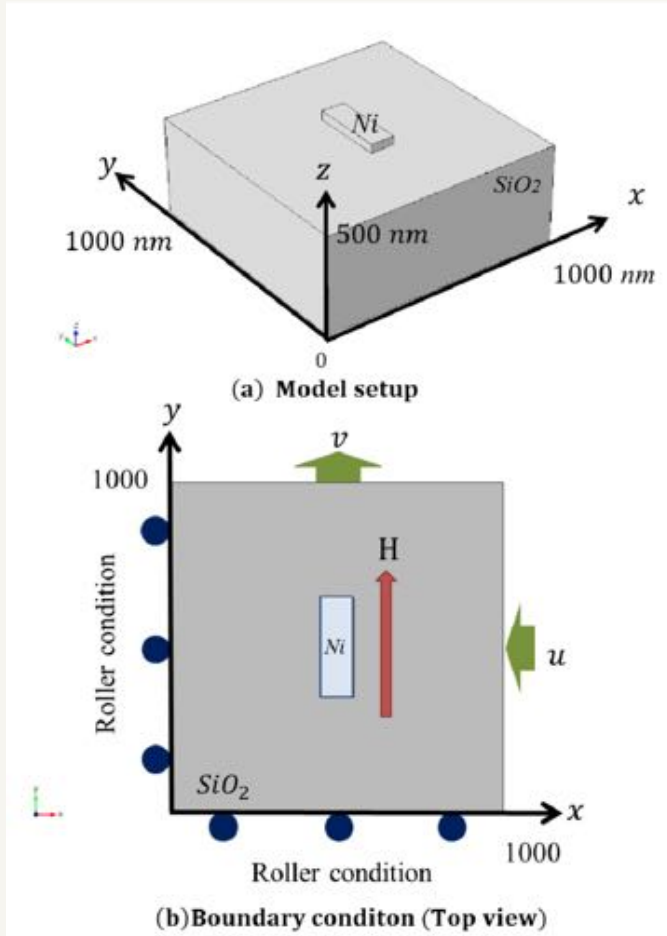 Ni
y
z
SiO2
x
1000 nm
500 nm
1000 nm
0
(a) Model setup
y
v
1000
H
Roller condition
Ni
u
SiO2
x
1000
Roller condition
(b)Boundary conditon (Top view)